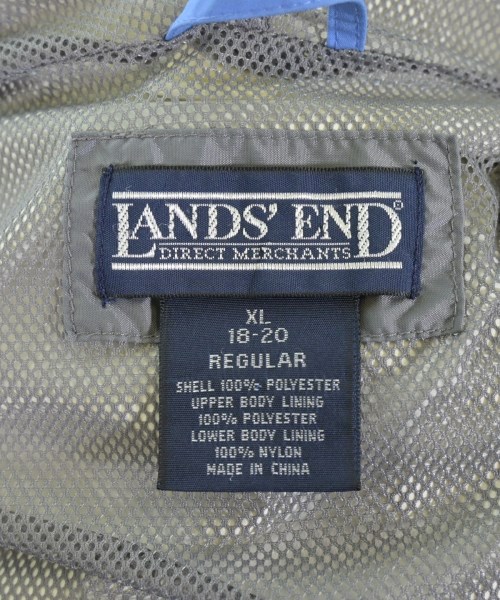 LANDS' END®
DIRECT MERCHANTS
XL
18-20
REGULAR
SHELL 100% POLYESTER
UPPER BODY LINING
100% POLYESTER
LOWER BODY LINING
100% NYLON
MADE IN CHINA